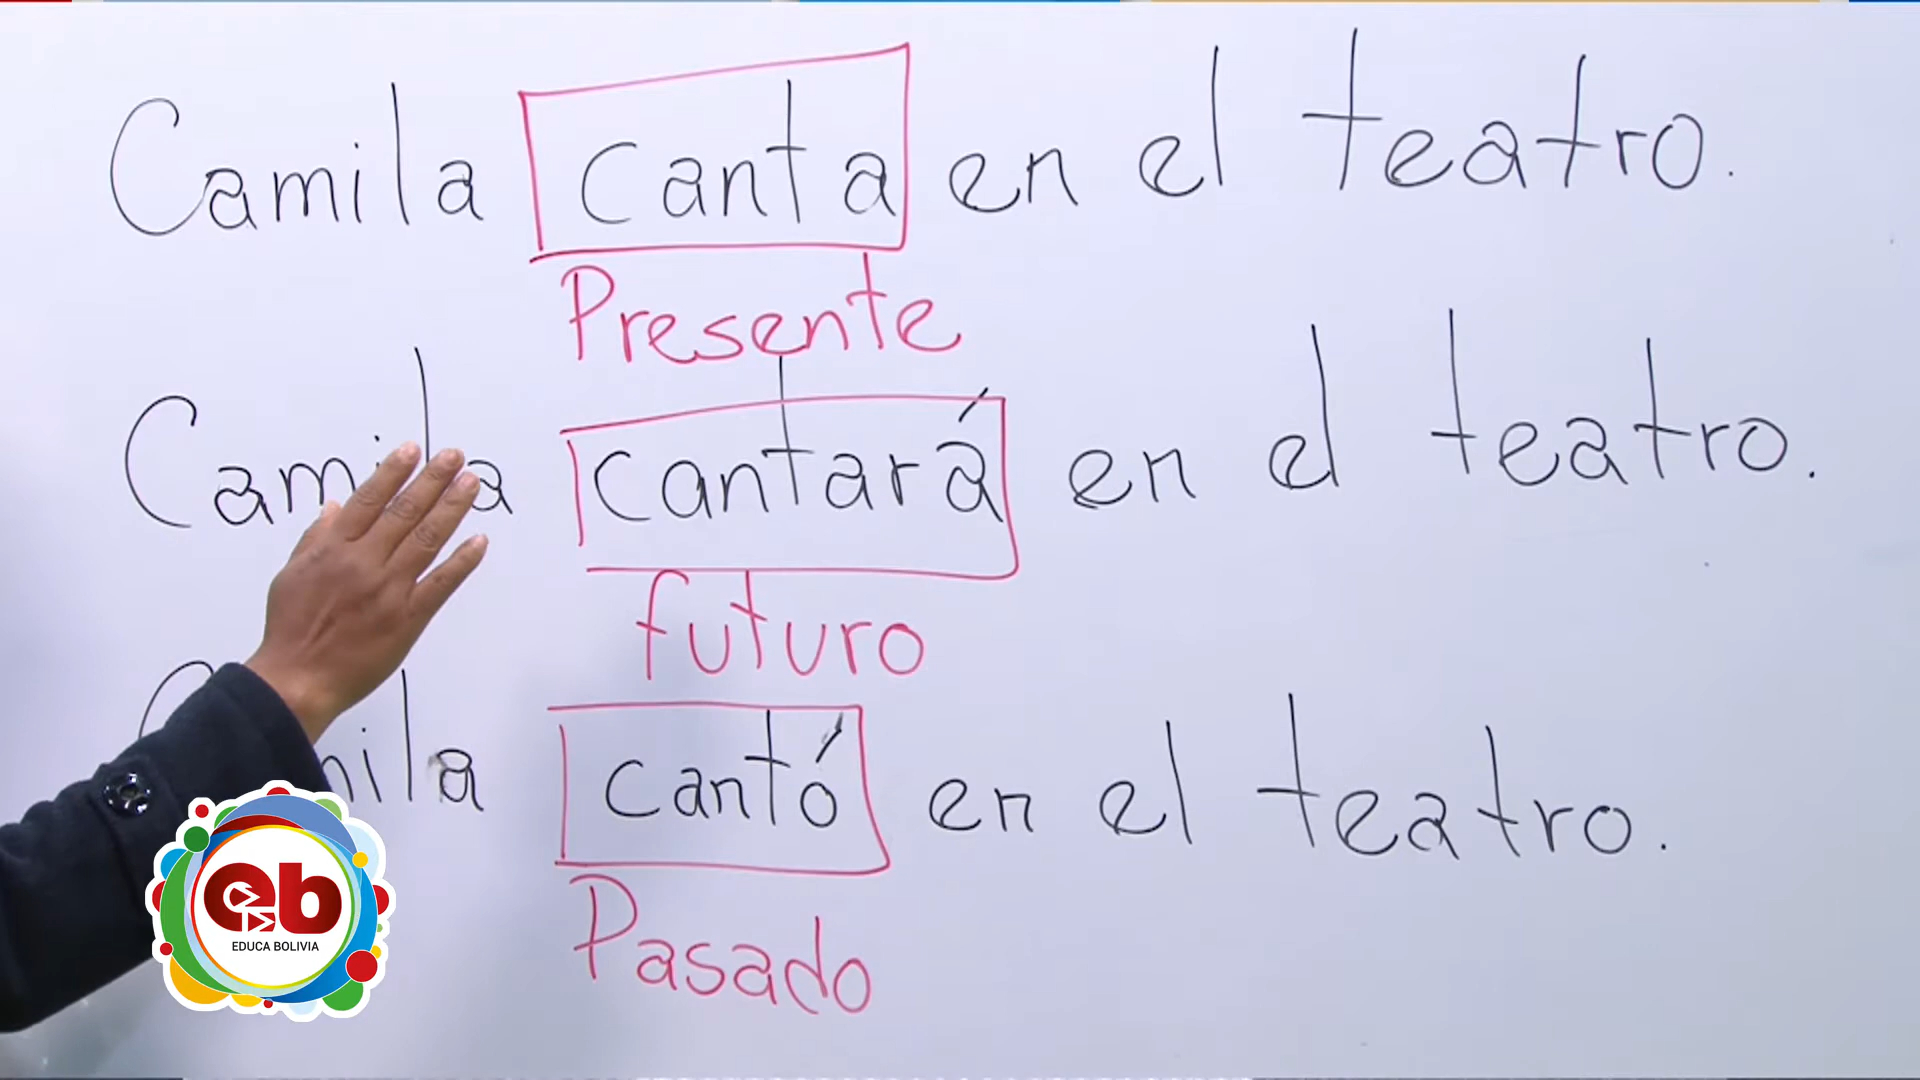 Camila canta en el teatro.
Presente
Camila cantará en el teatro.
futuro
cantó en el teatro.
Pasado
eb
EDUCA BOLIVIA